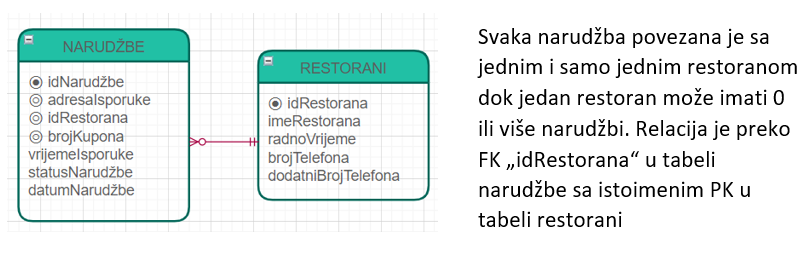 NARUDŽBE
idNarudžbe
adresaIsporuke
idRestorana
brojKupona
vrijemeIsporuke
statusNarudžbe
datumNarudžbe
RESTORANI
idRestorana
imeRestorana
radnoVrijeme
brojTelefona
dodatniBrojTelefona
Svaka narudžba povezana je sa
jednim i samo jednim restoranom
dok jedan restoran može imati 0
ili više narudžbi. Relacija je preko
FK „idRestorana“ u tabeli
narudžbe sa istoimenim PK u
tabeli restorani